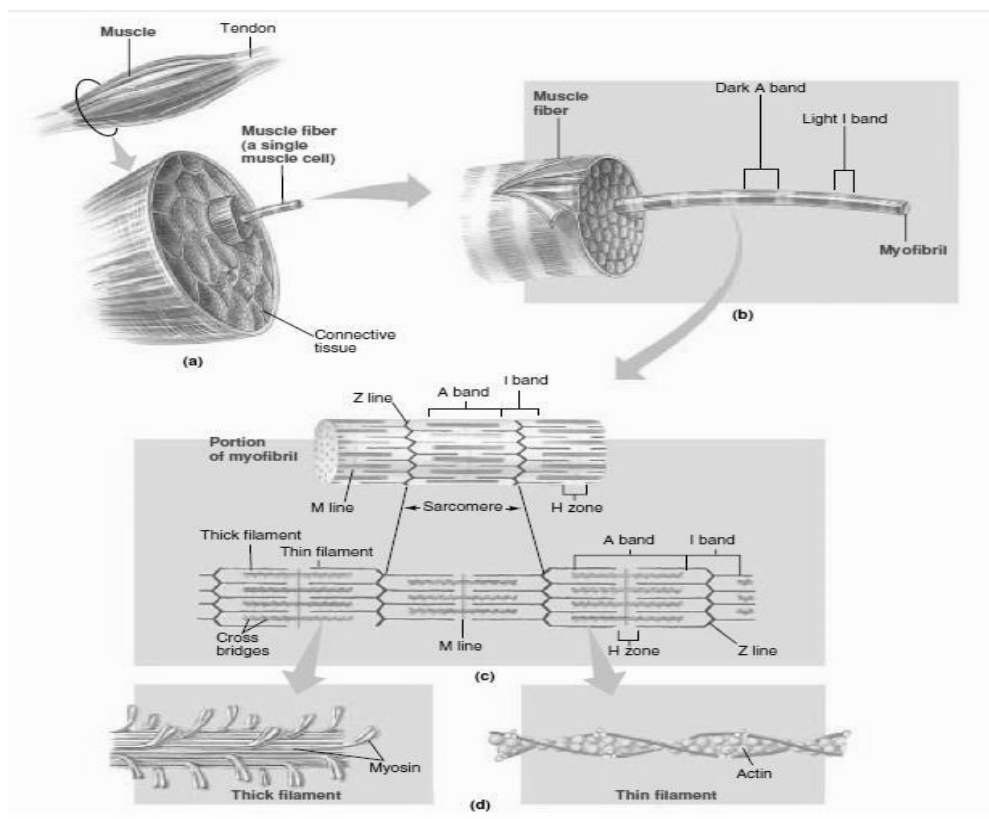 Muscle
Tendon
Muscle fiber
(a single
muscle cell)
Connective
tissue
(a)
Muscle
fiber
Dark A band
Light I band
Myofibril
(b)
Z line
A band
I band
Portion
of myofibril
M line
Sarcomere
H zone
Thick filament
Thin filament
A band
I band
Cross
bridges
M line
H zone
Z line
(c)
Myosin
Thick filament
Actin
Thin filament
(d)